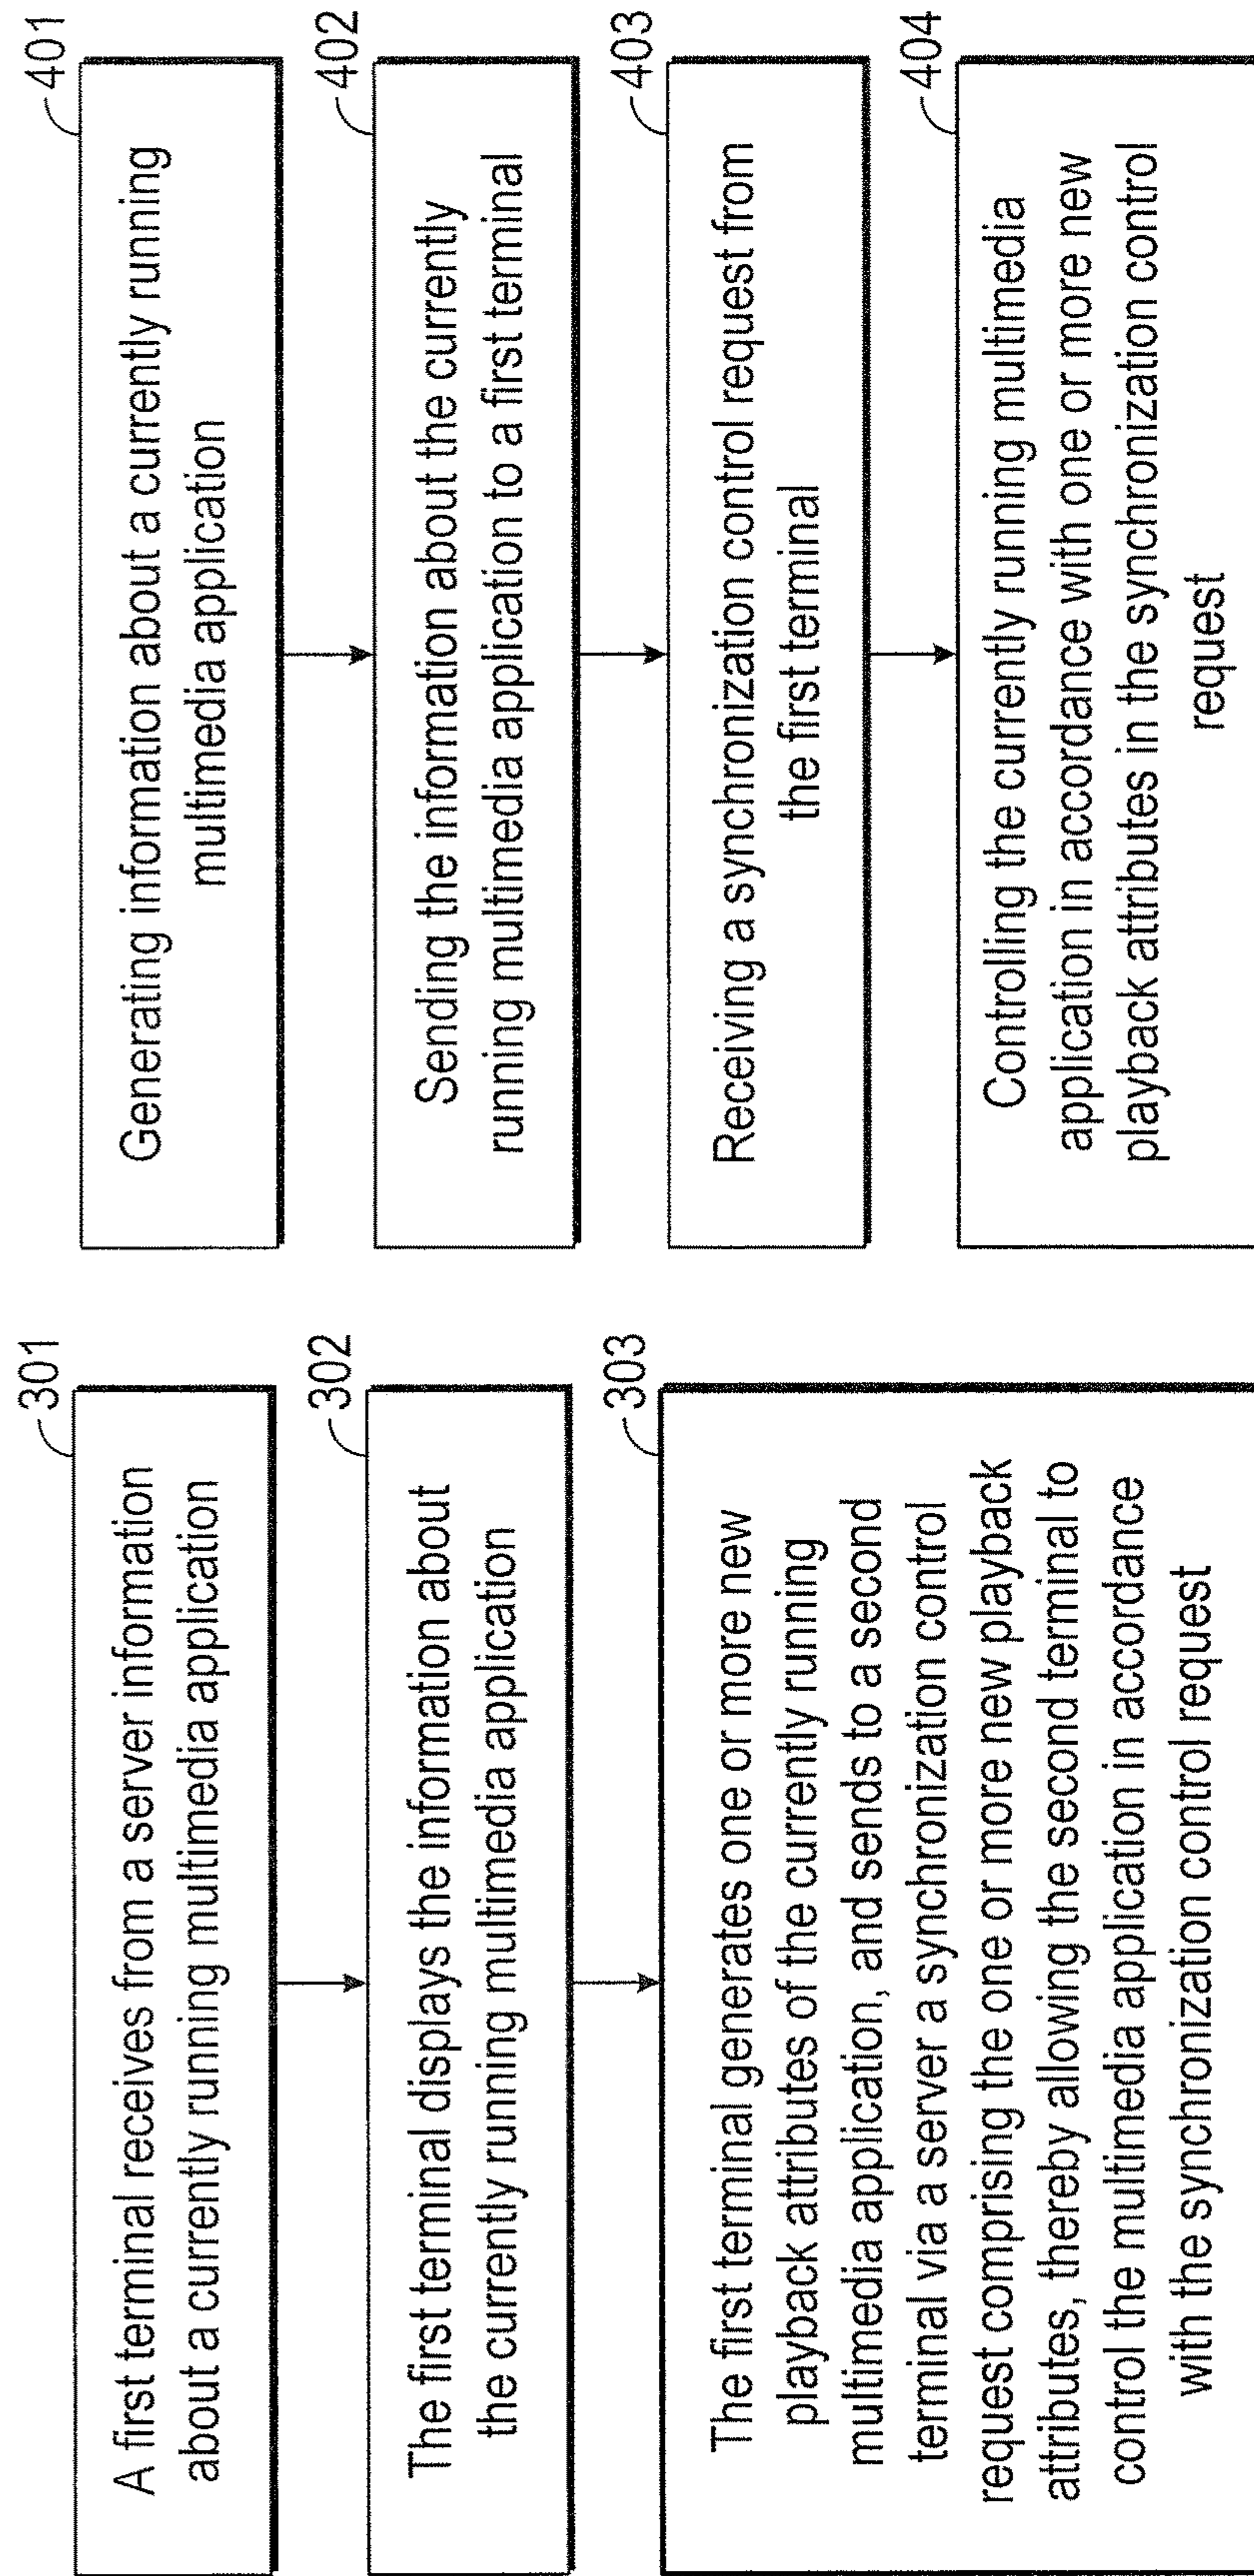 301
A first terminal receives from a server information
about a currently running multimedia application
302
The first terminal displays the information about
the currently running multimedia application
303
The first terminal generates one or more new
playback attributes of the currently running
multimedia application, and sends to a second
terminal via a server a synchronization control
request comprising the one or more new playback
attributes, thereby allowing the second terminal to
control the multimedia application in accordance
with the synchronization control request
401
Generating information about a currently running
multimedia application
402
Sending the information about the currently
running multimedia application to a first terminal
403
Receiving a synchronization control request from
the first terminal
404
Controlling the currently running multimedia
application in accordance with one or more new
playback attributes in the synchronization control
request